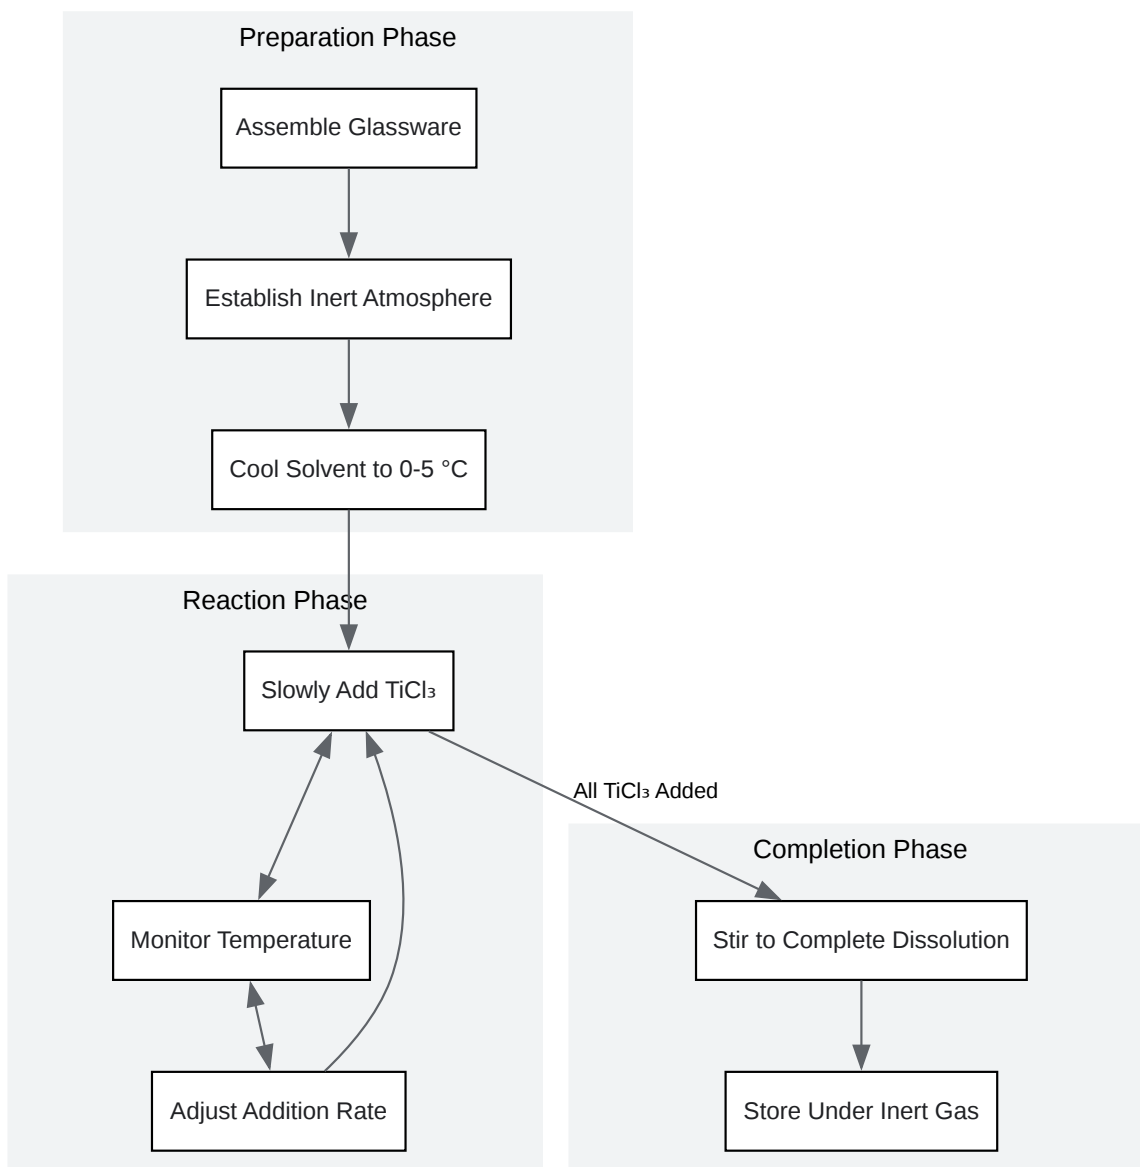 Preparation Phase
Assemble Glassware
Establish Inert Atmosphere
Cool Solvent to 0-5 °C
Reaction Phase
Slowly Add TiCl₃
All TiCl₃ Added
Completion Phase
Monitor Temperature
Stir to Complete Dissolution
Adjust Addition Rate
Store Under Inert Gas